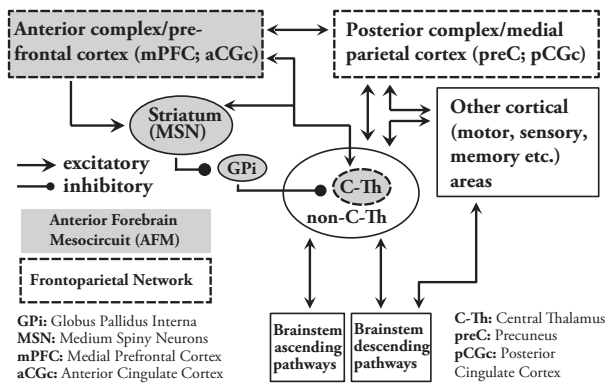 Anterior complex/pre-
frontal cortex (mPFC; aCGc)
Posterior complex/medial
parietal cortex (preC; pCGc)
Striatum
(MSN)
GPi
Other cortical
(motor, sensory,
memory etc.)
areas
excitatory
inhibitory
C-Th
non-C-Th
Anterior Forebrain
Mesocircuit (AFM)
Frontoparietal Network
GPi: Globus Pallidus Interna
MSN: Medium Spiny Neurons
mPFC: Medial Prefrontal Cortex
aCGc: Anterior Cingulate Cortex
Brainstem
ascending
pathways
Brainstem
descending
pathways
C-Th: Central Thalamus
preC: Precuneus
pCGc: Posterior
Cingulate Cortex